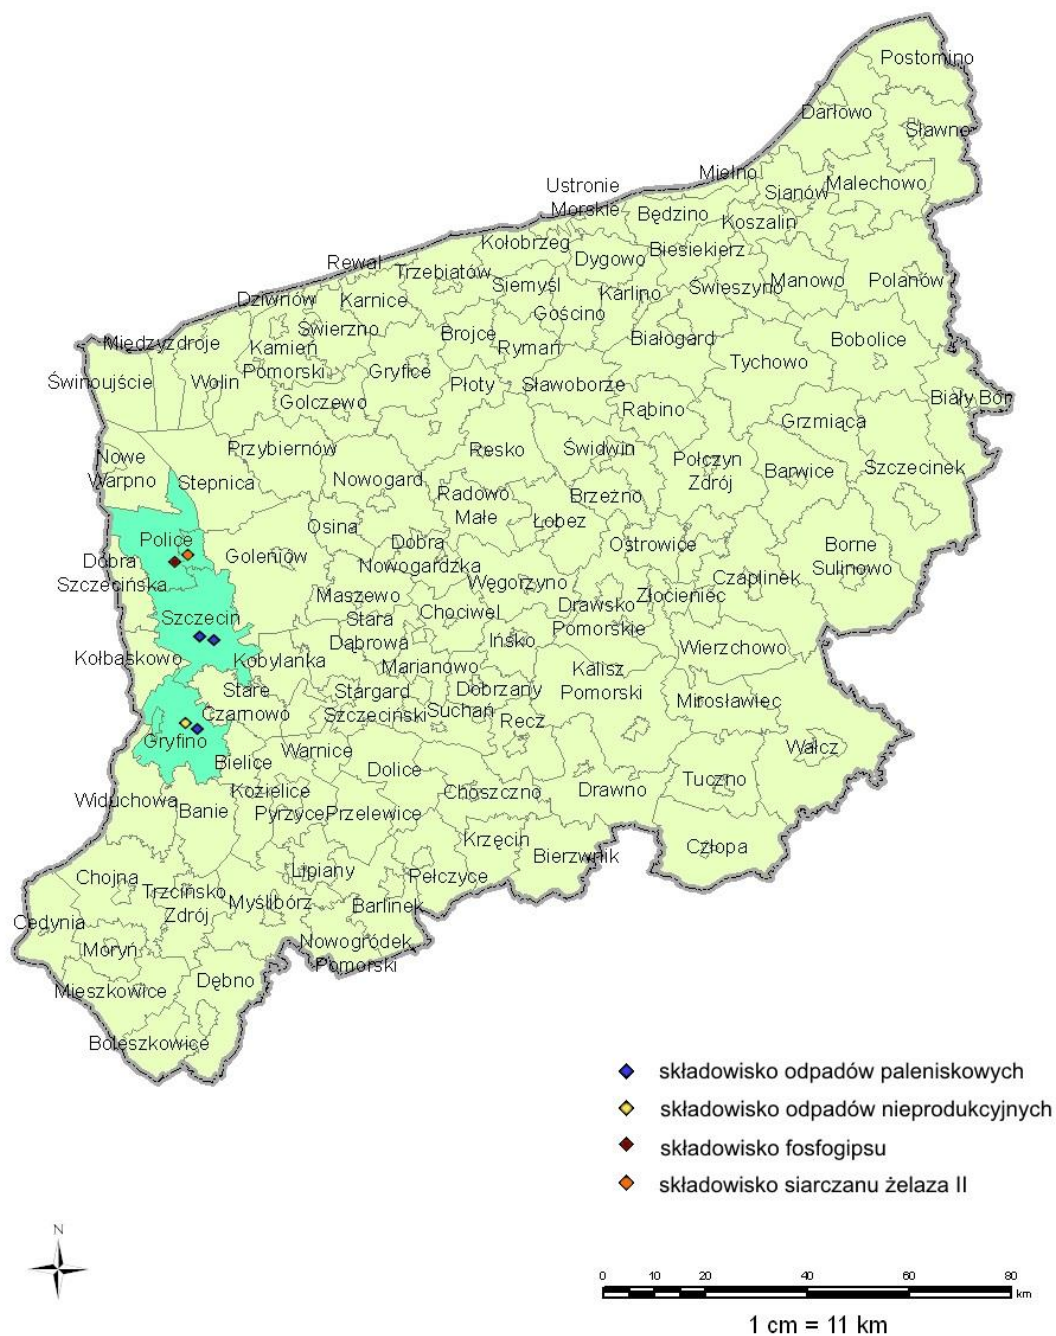 Postomino
Darłowo
Sławno
Mielno
Ustronie
Morskie
Sianów
Malechowo
Będzino
Koszalin
Kołobrzeg
Biesiekierz
Dygowo
Rewal
Trzebiatów
Siemyśl
Karlino
Świeszyno
Manowo
Polanów
Dziwnów
Karnice
Gościno
Świerzno
Brojce
Rymań
Białogard
Bobolice
Międzyzdroje
Kamień
Pomorski
Gryfice
Tychowo
Świnoujście
Wolin
Płoty
Sławoborze
Biały Bór
Golczewo
Rąbino
Grzmiąca
Przybiernów
Resko
Świdwin
Nowe
Warpno
Stepnica
Nowogard
Połczyn
Zdrój
Barwice
Szczecinek
Radowo
Małe
Brzeżno
Osina
Łobez
Police
Dobra
Szczecińska
Goleniów
Dobra
Nowogardzka
Ostrowice
Borne
Sulinowo
Węgorzyno
Czaplinek
Maszewo
Złocieniec
Szczecin
Stara
Dąbrowa
Chociwel
Drawsko
Pomorskie
Ińsko
Wierzchowo
Kołbaskowo
Kobylanka
Marianowo
Kalisz
Pomorski
Stare
Czarnowo
Stargard
Szczeciński
Dobrzany
Suchań
Recz
Mirosławiec
Gryfino
Wałcz
Bielice
Warnice
Dolice
Tuczno
Widuchowa
Banie
Kozielice
Pyrzyce
Przelewice
Choszczno
Drawno
Krzęcin
Bierzwnik
Człopa
Chojna
Trzcińsko
Zdrój
Lipiany
Pełczyce
Myślibórz
Barlinek
Cedynia
Moryń
Nowogródek
Pomorski
Mieszkowice
Dębno
Boleszkowice
składowisko odpadów paleniskowych
składowisko odpadów nieprodukcyjnych
składowisko fosfogipsu
składowisko siarczanu żelaza II
N
0 10 20 40 60 80
km
1 cm = 11 km